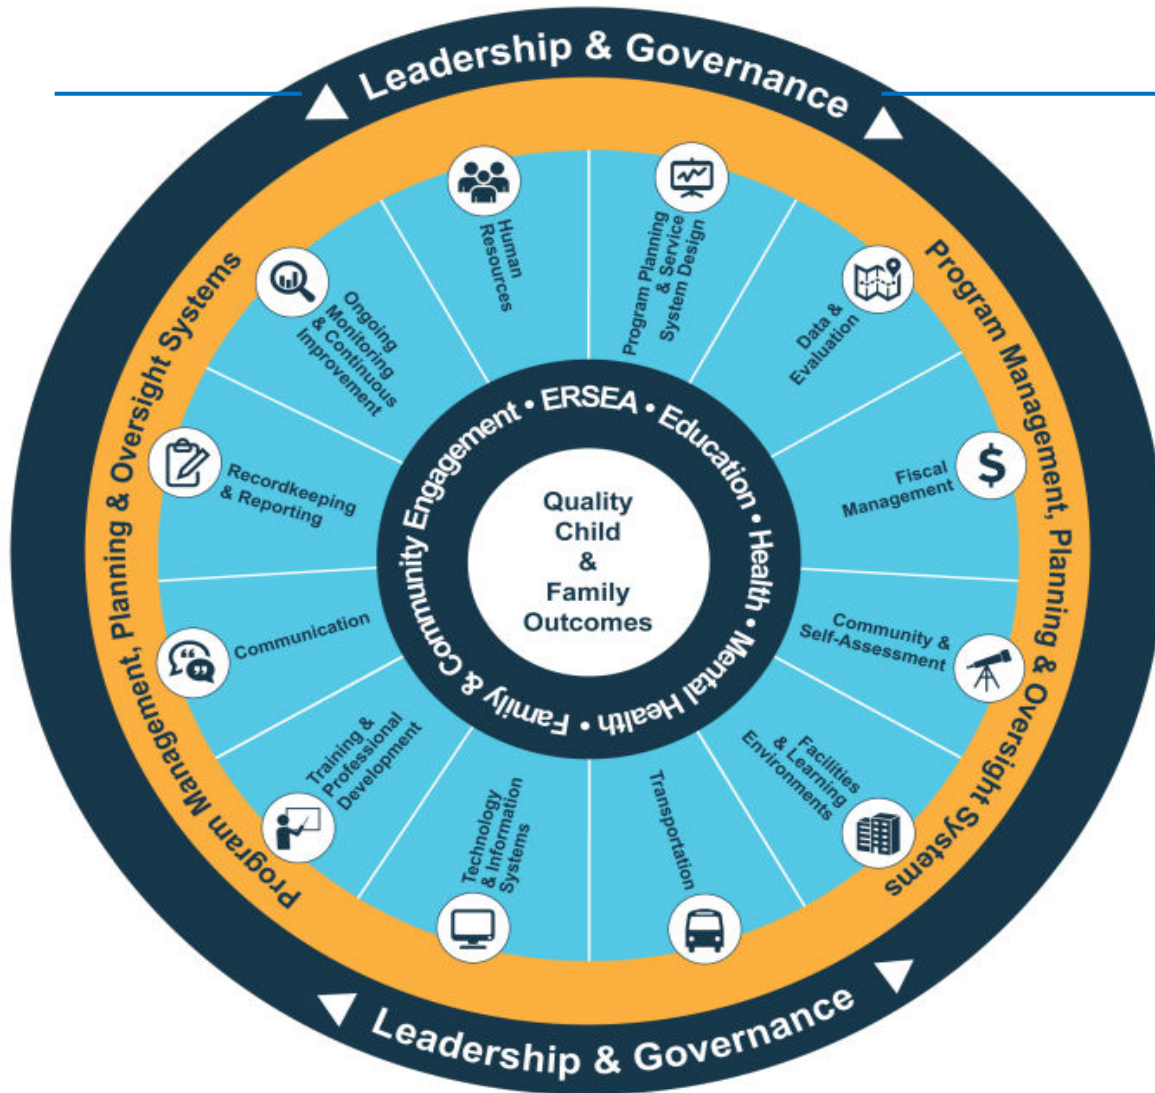 Leadership & Governance
Program Management, Planning & Oversight Systems
Program Management, Planning & Oversight Systems
Human
Resources
Program Planning
& Service
System Design
Data &
Evaluation
Fiscal
Management
Community &
Self-Assessment
Facilities
& Learning
Environments
Transportation
Technology
& Information
Systems
Training &
Professional
Development
Communication
Recordkeeping
& Reporting
Ongoing
Monitoring
& Continuous
Improvement
ERSEA • Education • Health • Mental Health • Family & Community Engagement •
Quality
Child
&
Family
Outcomes
Leadership & Governance